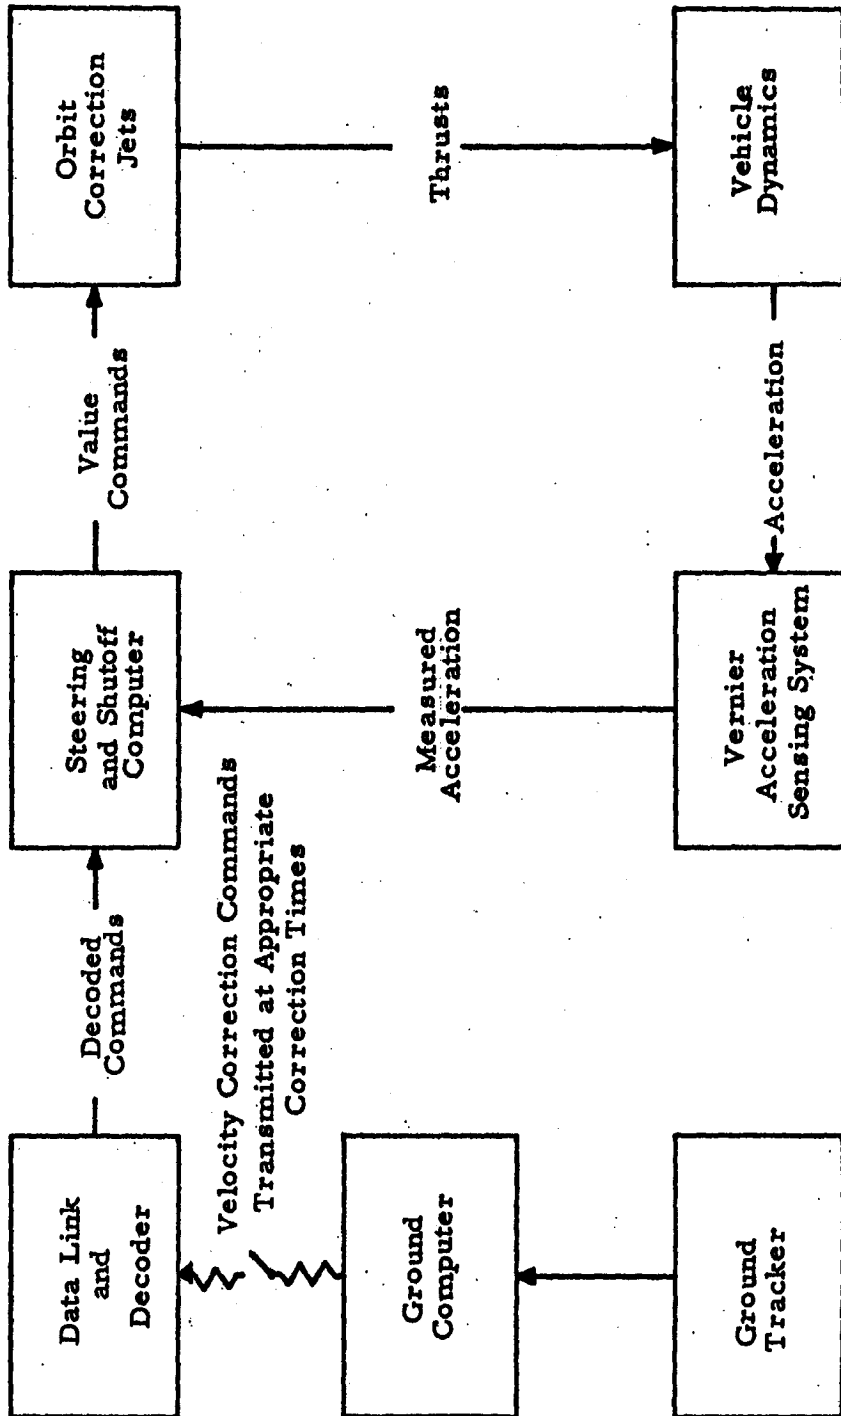 Data Link
and
Decoder
Decoded
Commands
Steering
and Shutoff
Computer
Value
Commands
Orbit
Correction
Jets
Velocity Correction Commands
Transmitted at Appropriate
Correction Times
Ground
Computer
Measured
Acceleration
Thrusts
Ground
Tracker
Vernier
Acceleration
Sensing System
Acceleration
Vehicle
Dynamics